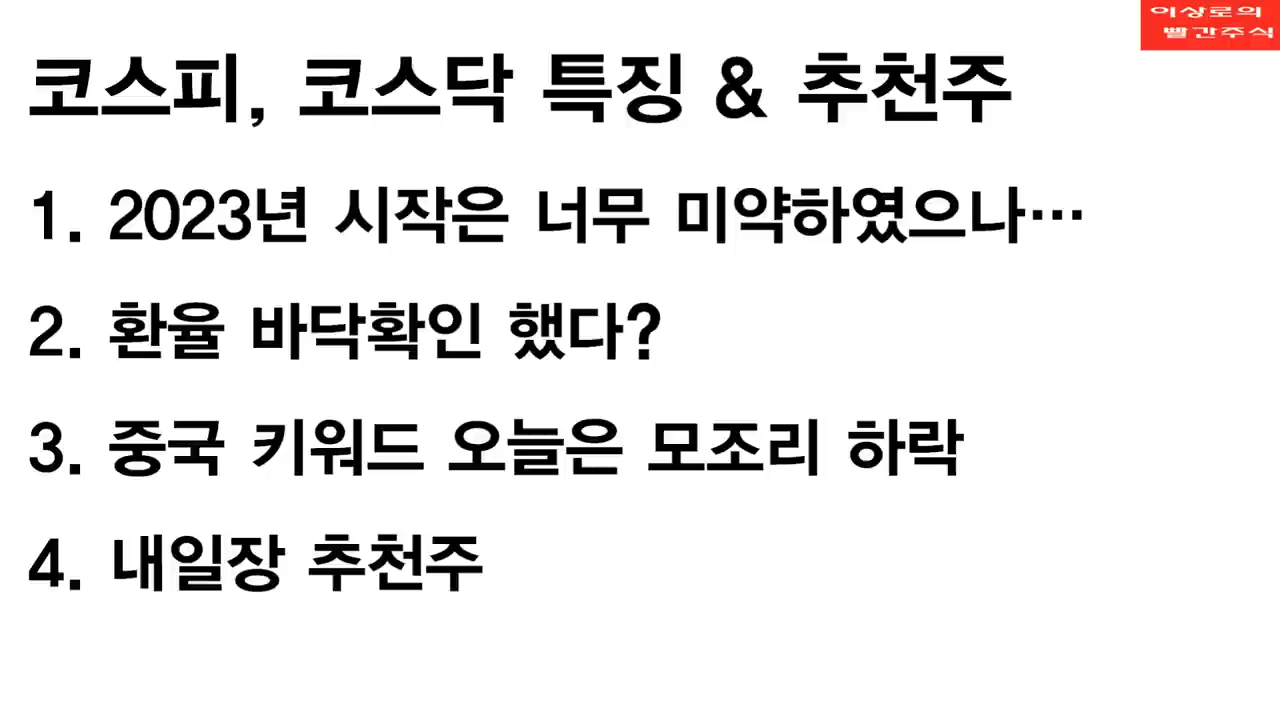 이상로의
빨간주식
코스피, 코스닥 특징 & 추천주
1. 2023년 시작은 너무 미약하였으나…
2. 환율 바닥확인 했다?
3. 중국 키워드 오늘은 모조리 하락
4. 내일장 추천주